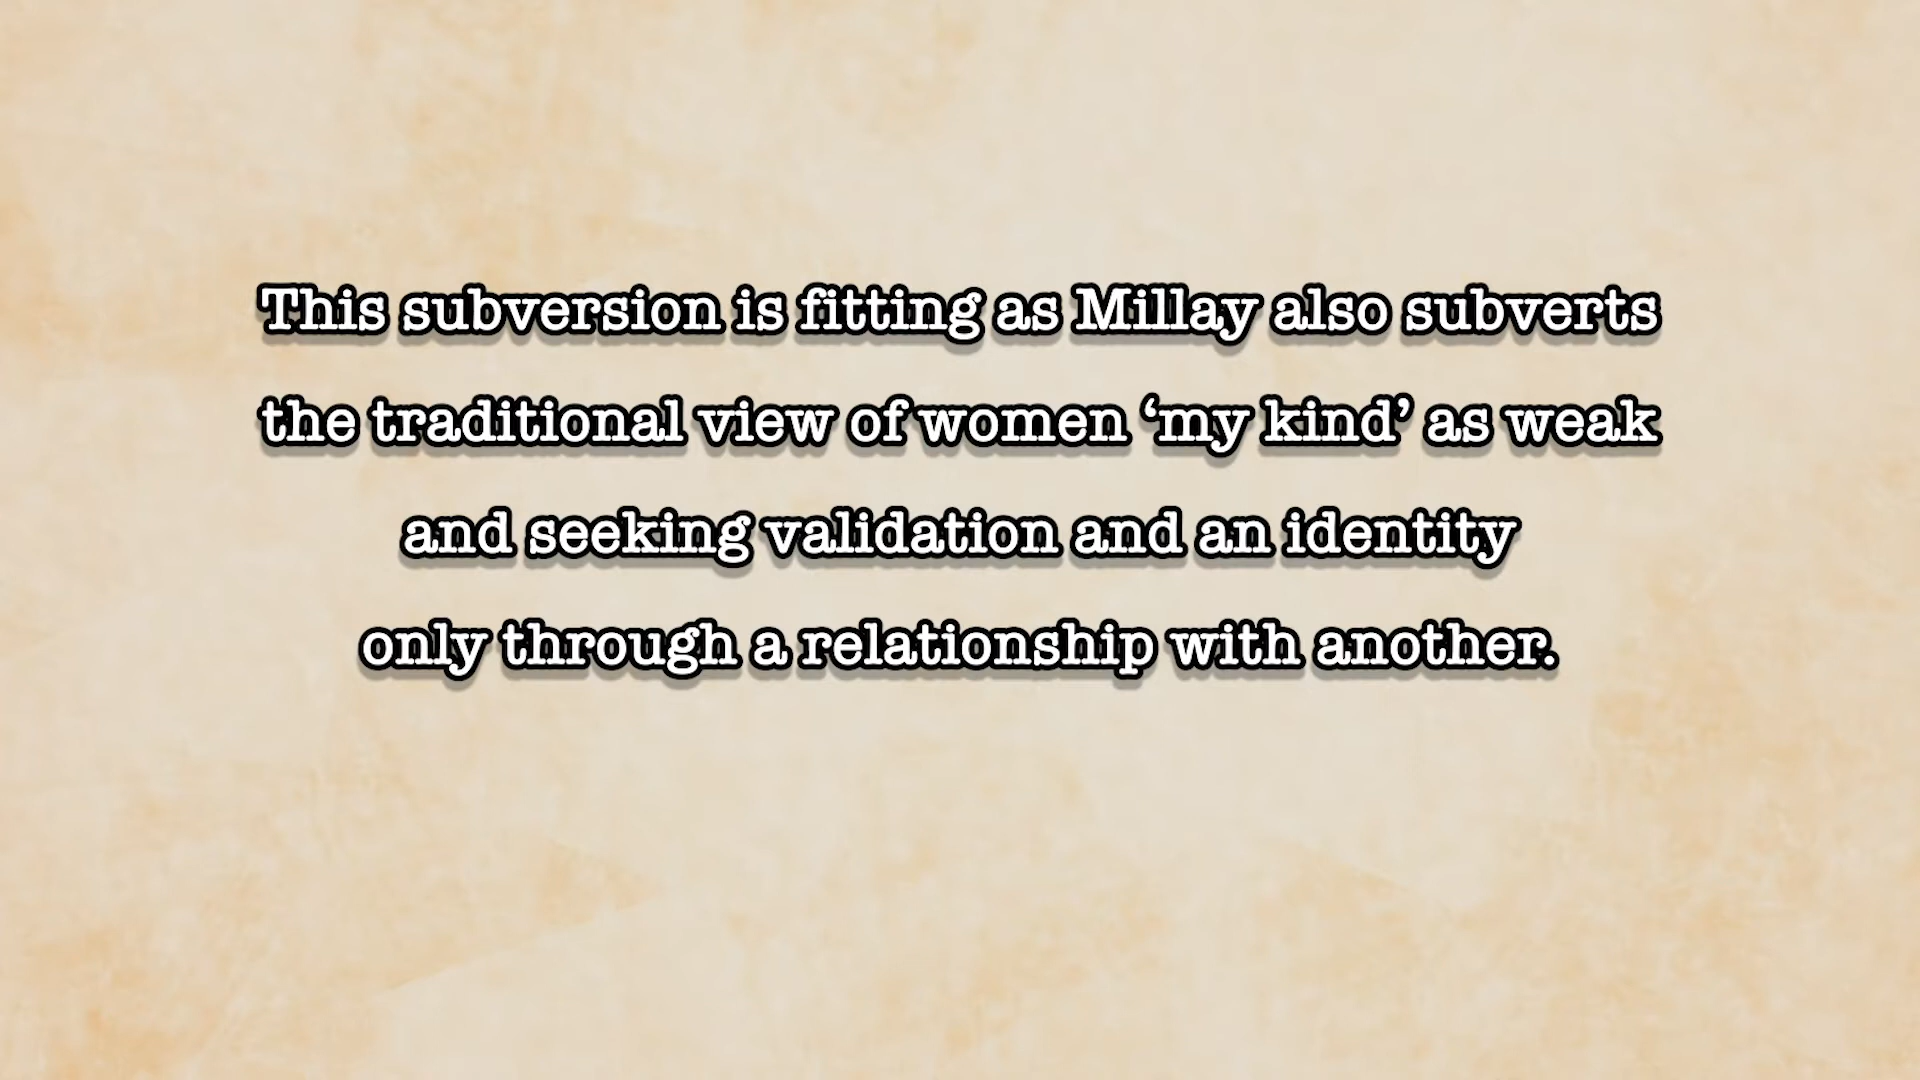 This subversion is fitting as Millay also subverts
the traditional view of women ‘my kind’ as weak
and seeking validation and an identity
only through a relationship with another.